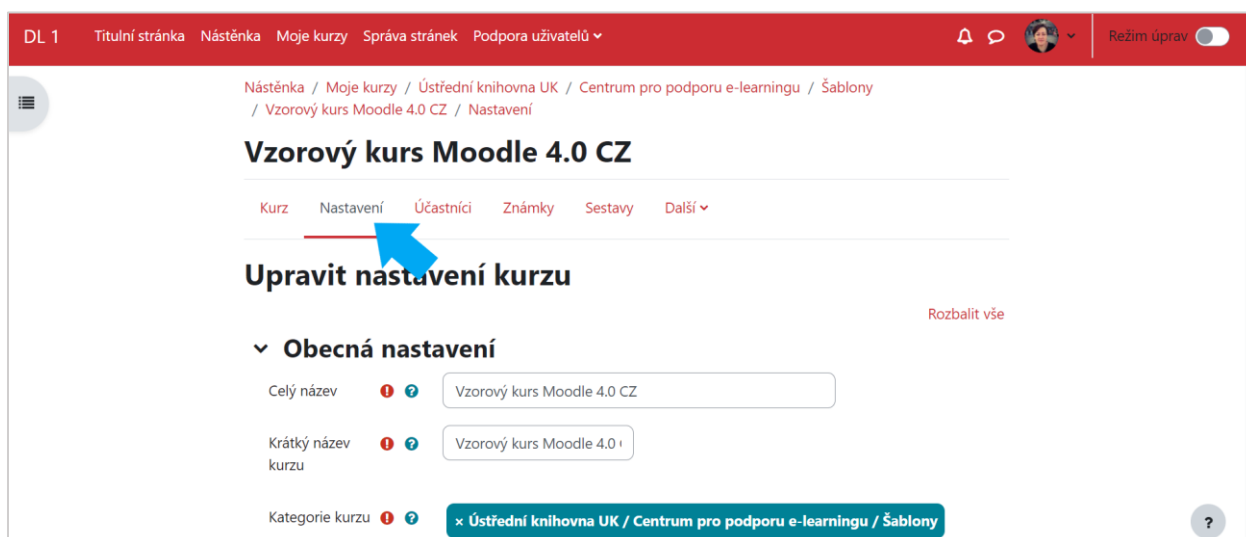 DL 1 Titulní stránka Nástěnka Moje kurzy Správa stránek Podpora uživatelů Režim úprav
Nástěnka / Moje kurzy / Ústřední knihovna UK / Centrum pro podporu e-learningu / Šablony
/ Vzorový kurs Moodle 4.0 CZ / Nastavení
Vzorový kurs Moodle 4.0 CZ
Kurz Nastavení Účastníci Známky Sestavy Další
Upravit nastavení kurzu
Rozbalit vše
Obecná nastavení
Celý název ! ? Vzorový kurs Moodle 4.0 CZ
Krátký název ! ? Vzorový kurs Moodle 4.0
kurzu
Kategorie kurzu ! ? × Ústřední knihovna UK / Centrum pro podporu e-learningu / Šablony
?